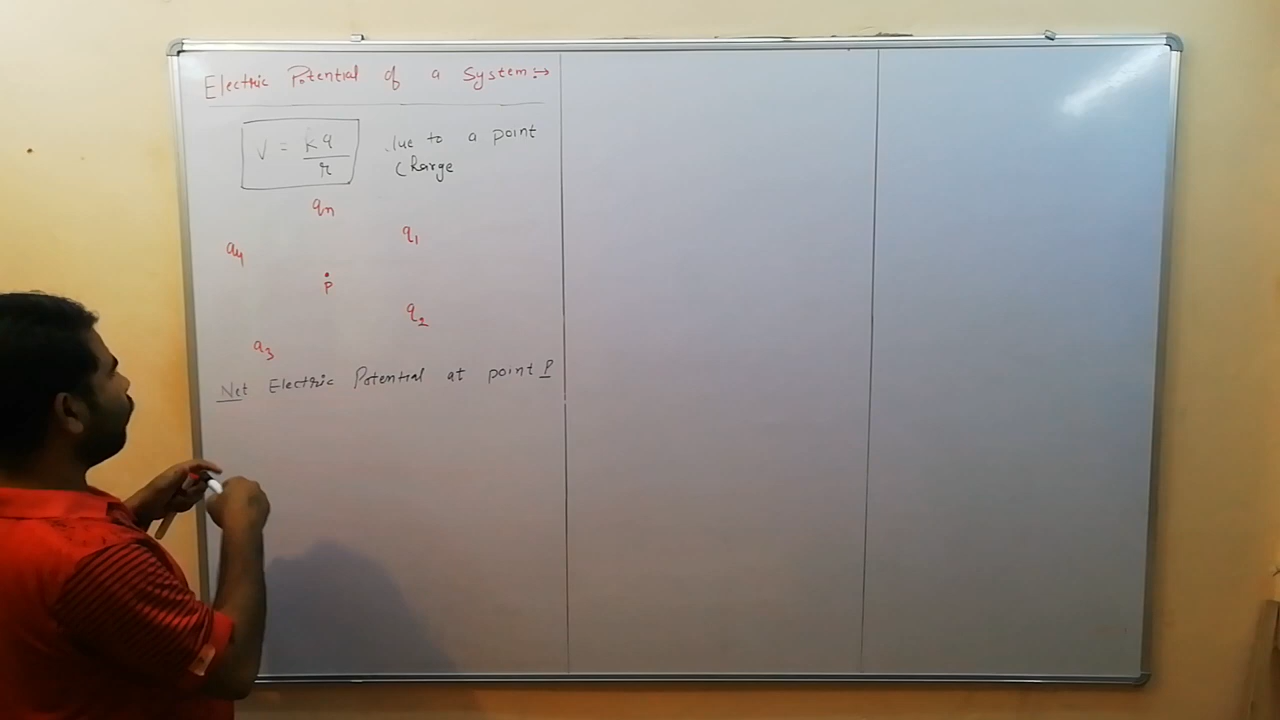 Electric Potential of a System:→
V = kq/r due to a point
charge
qn
q4 q1
P
q2
q3
Net Electric Potential at point P